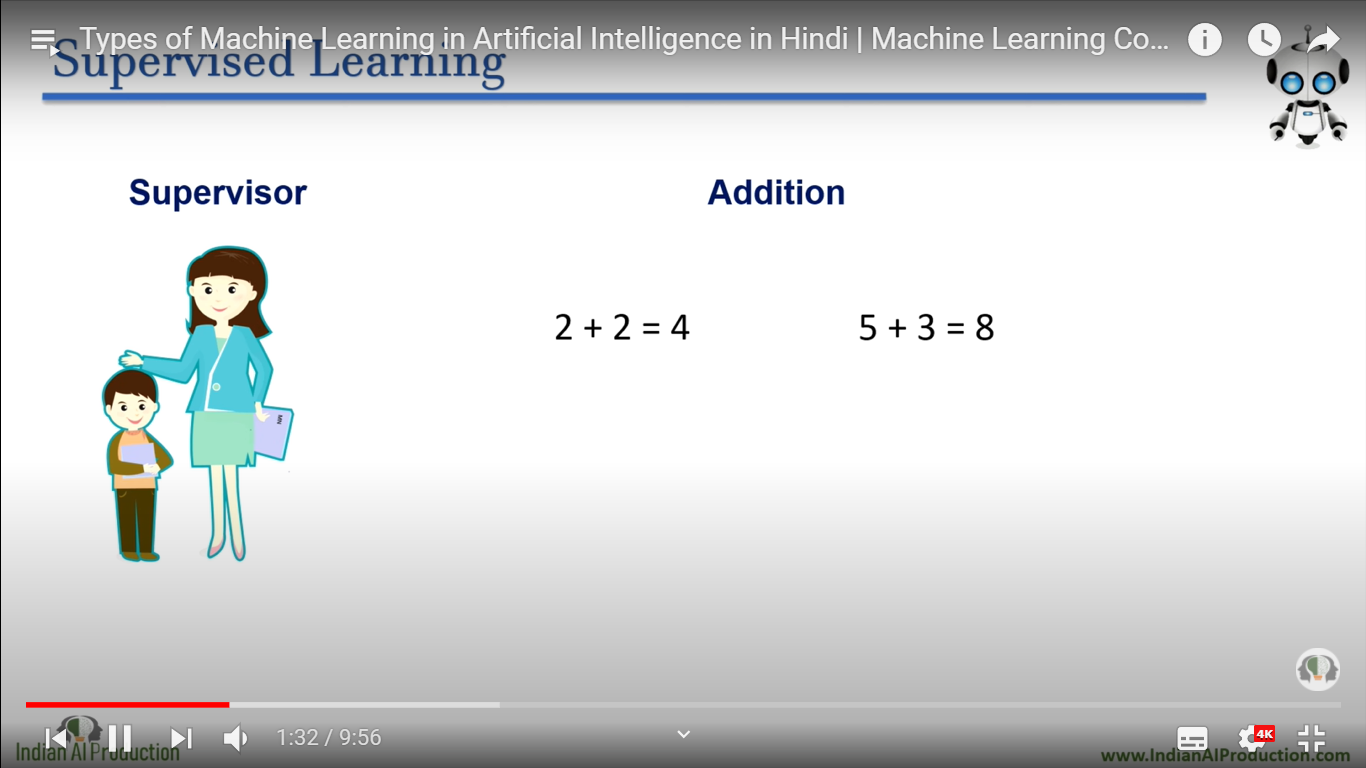 Types of Machine Learning in Artificial Intelligence in Hindi | Machine Learning Co...
Supervised Learning
Supervisor
Addition
2 + 2 = 4
5 + 3 = 8
MN
1:32 / 9:56
4K
Indian AI Production
www.IndianAIProduction.com